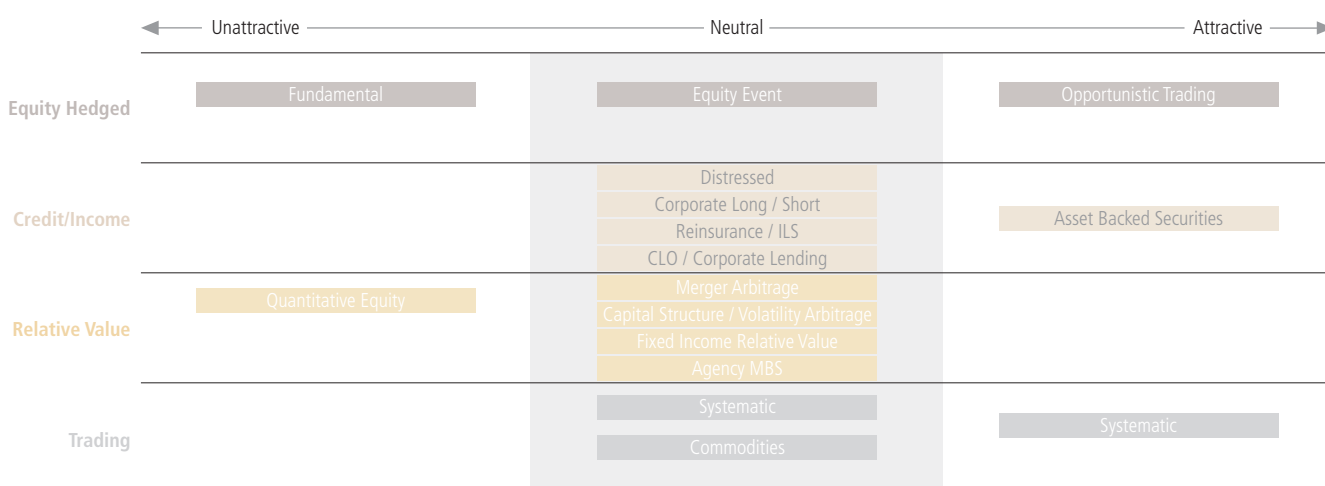 Unattractive Neutral Attractive
Equity Hedged
Fundamental Equity Event Opportunistic Trading
Credit/Income
Distressed
Corporate Long / Short
Reinsurance / ILS
CLO / Corporate Lending
Asset Backed Securities
Relative Value
Quantitative Equity
Merger Arbitrage
Capital Structure / Volatility Arbitrage
Fixed Income Relative Value
Agency MBS
Trading
Systematic
Commodities
Systematic